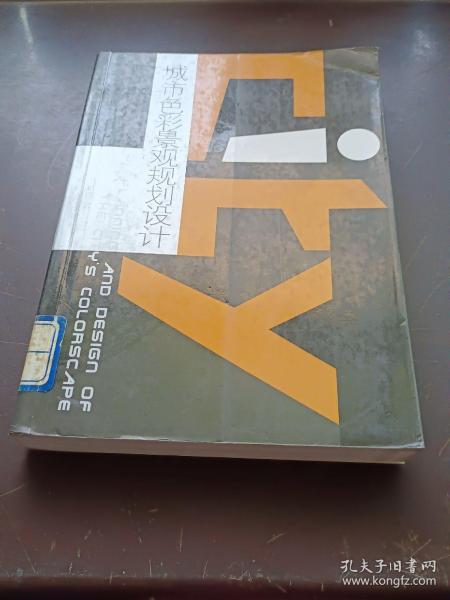 城市色彩景观规划设计
city
AND DESIGN OF
Y'S COLORSCAPE
孔夫子旧书网
www.kongfz.com